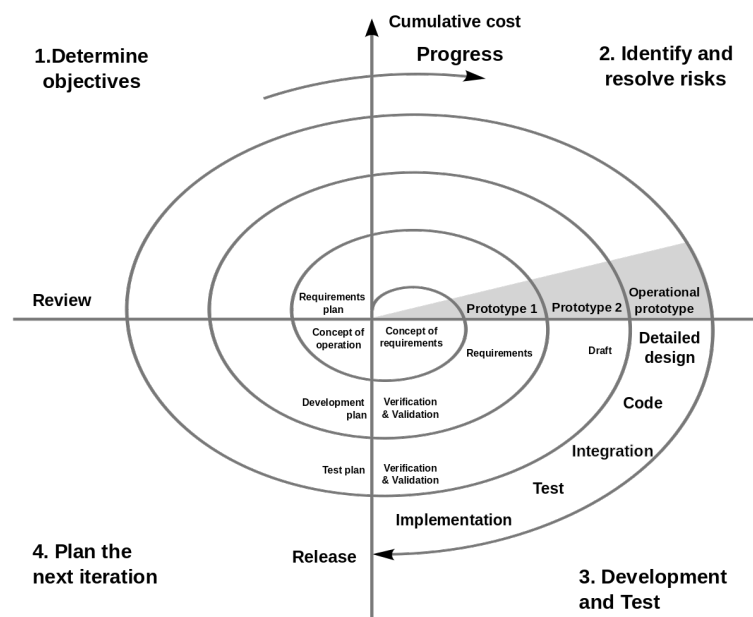 Cumulative cost
Progress
1.Determine
objectives
2. Identify and
resolve risks
Review
Requirements
plan
Prototype 1
Prototype 2
Operational
prototype
Concept of
operation
Concept of
requirements
Requirements
Draft
Detailed
design
Development
plan
Verification
& Validation
Code
Integration
Test plan
Verification
& Validation
Test
Implementation
Release
4. Plan the
next iteration
3. Development
and Test